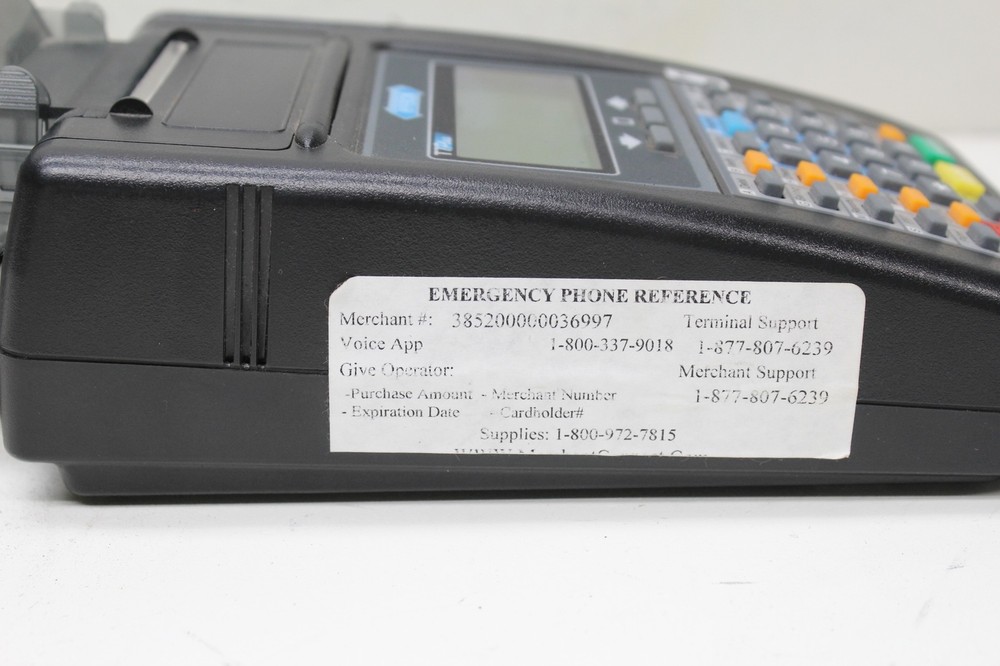 EMERGENCY PHONE REFERENCE
Merchant #: 385200000036997 Terminal Support
Voice App 1-800-337-9018 1-877-807-6239
Give Operator: Merchant Support
-Purchase Amount - Merchant Number 1-877-807-6239
- Expiration Date - Cardholder#
Supplies: 1-800-972-7815